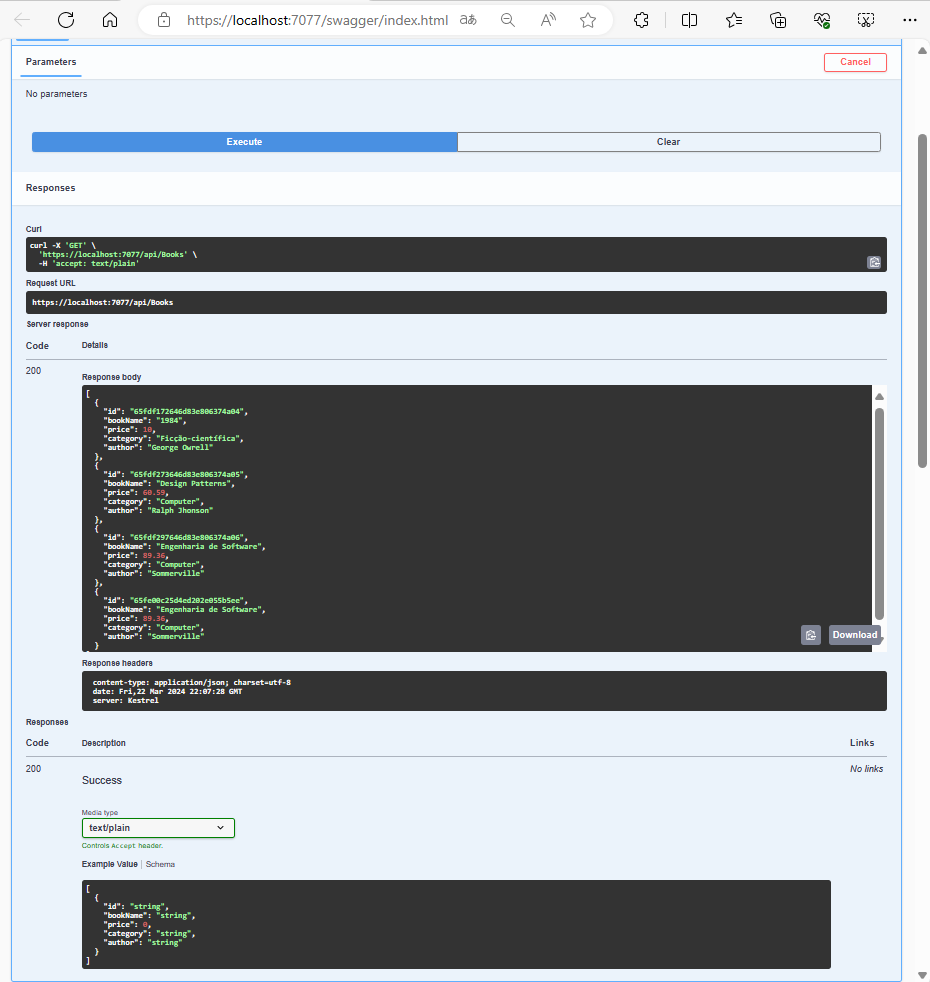 https://localhost:7077/swagger/index.html
Parameters
Cancel
No parameters
Execute
Clear
Responses
Curl
curl -X 'GET' \
'https://localhost:7077/api/Books' \
-H 'accept: text/plain'
Request URL
https://localhost:7077/api/Books
Server response
Code Details
200
Response body
[
{
"id": "65fdf172646d83e806374a04",
"bookName": "1984",
"price": 10,
"category": "Ficção-científica",
"author": "George Owrell"
},
{
"id": "65fdf273646d83e806374a05",
"bookName": "Design Patterns",
"price": 60.59,
"category": "Computer",
"author": "Ralph Jhonson"
},
{
"id": "65fdf297646d83e806374a06",
"bookName": "Engenharia de Software",
"price": 89.36,
"category": "Computer",
"author": "Sommerville"
},
{
"id": "65fe00c25d4ed202e055b5ee",
"bookName": "Engenharia de Software",
"price": 89.36,
"category": "Computer",
"author": "Sommerville"
}
Download
Response headers
content-type: application/json; charset=utf-8
date: Fri,22 Mar 2024 22:07:28 GMT
server: Kestrel
Responses
Code Description Links
200 Success No links
Media type
text/plain
Controls Accept header.
Example Value | Schema
[
{
"id": "string",
"bookName": "string",
"price": 0,
"category": "string",
"author": "string"
}
]